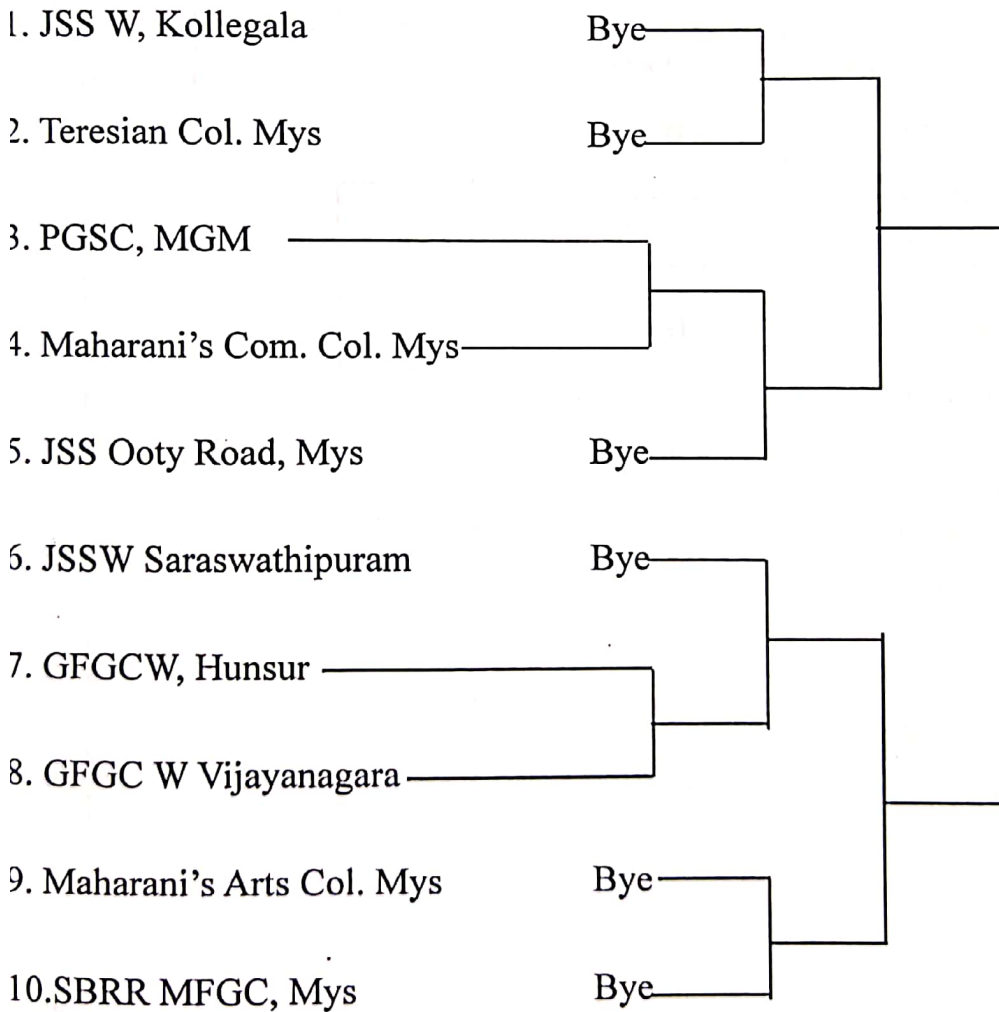 1. JSS W, Kollegala Bye
2. Teresian Col. Mys Bye
3. PGSC, MGM
4. Maharani's Com. Col. Mys
5. JSS Ooty Road, Mys Bye
6. JSSW Saraswathipuram Bye
7. GFGCW, Hunsur
8. GFGC W Vijayanagara
9. Maharani's Arts Col. Mys Bye
10.SBRR MFGC, Mys Bye